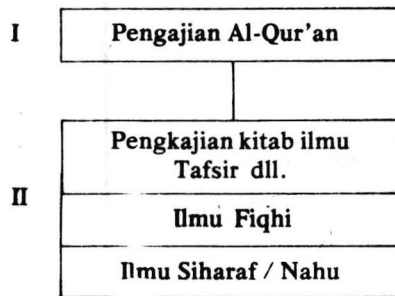 I
Pengajian Al-Qur'an
II
Pengkajian kitab ilmu
Tafsir dll.
Ilmu Fiqhi
Ilmu Siharaf / Nahu